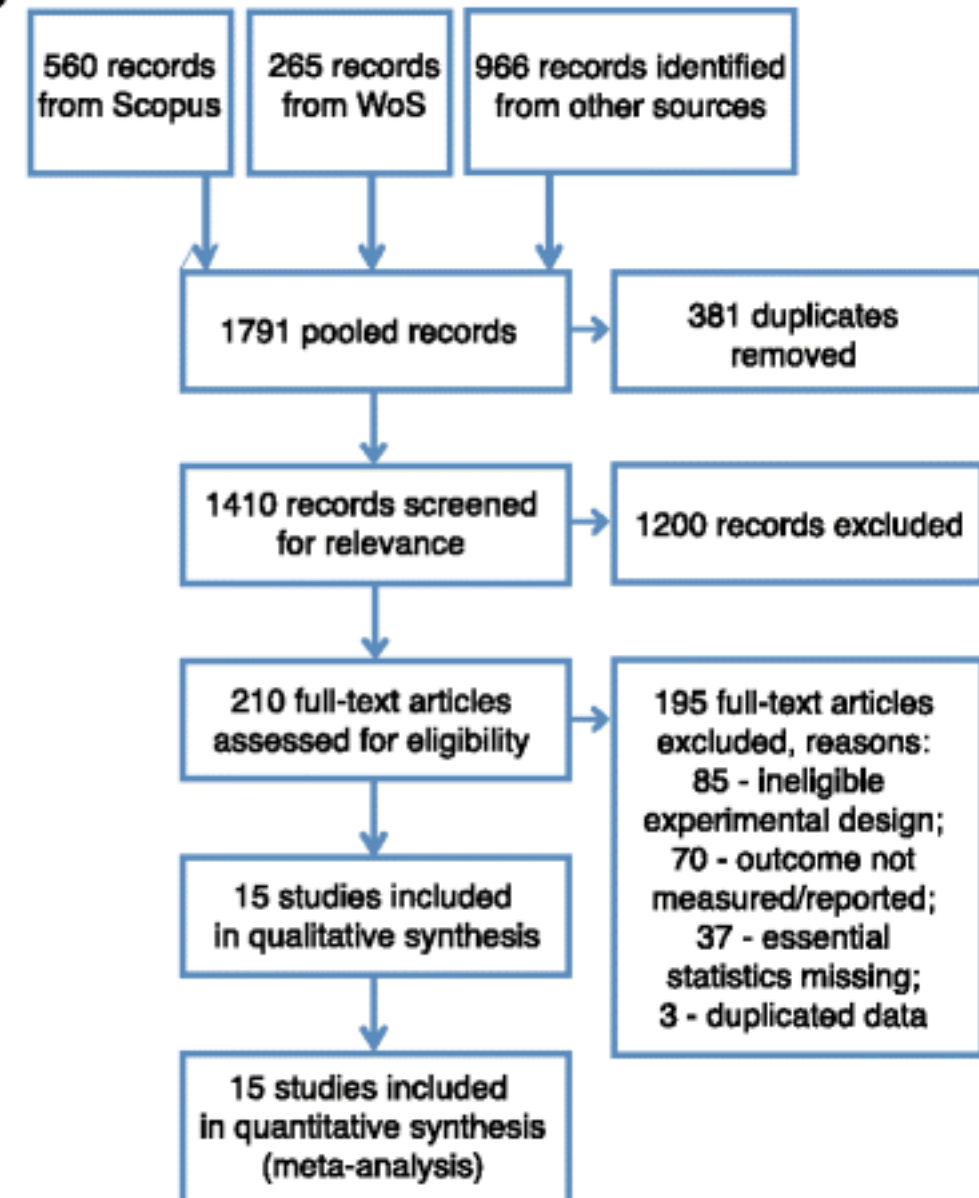 560 records
from Scopus
265 records
from WoS
966 records identified
from other sources
1791 pooled records
381 duplicates
removed
1410 records screened
for relevance
1200 records excluded
210 full-text articles
assessed for eligibility
195 full-text articles
excluded, reasons:
85 - ineligible
experimental design;
70 - outcome not
measured/reported;
37 - essential
statistics missing;
3 - duplicated data
15 studies included
in qualitative synthesis
15 studies included
in quantitative synthesis
(meta-analysis)